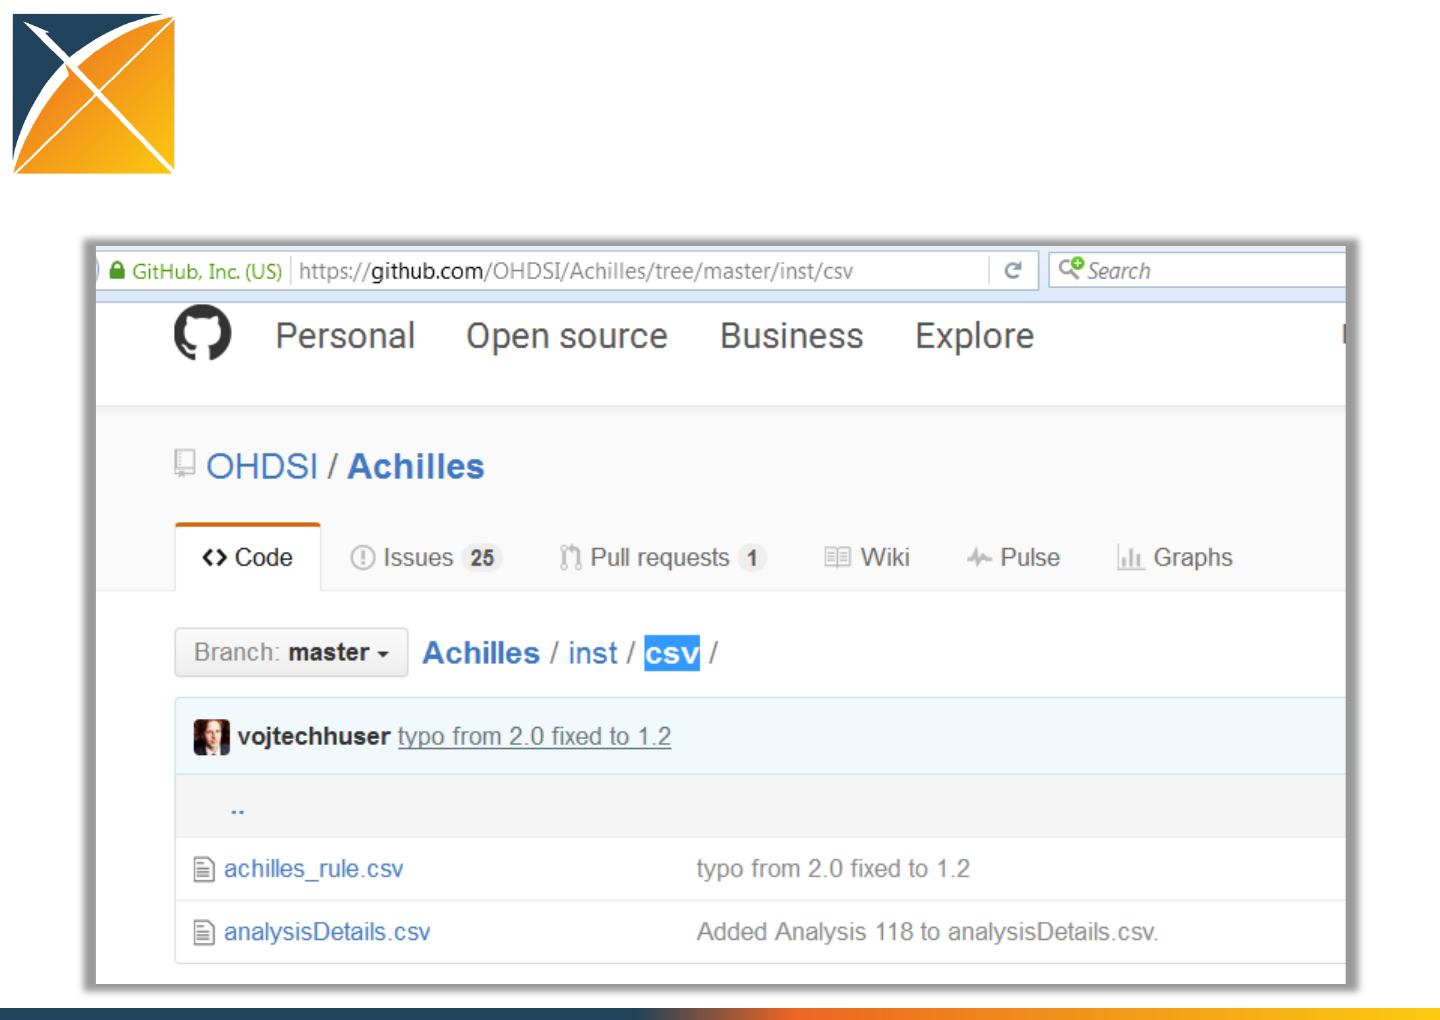 GitHub, Inc. (US) https://github.com/OHDSI/Achilles/tree/master/inst/csv Search
Personal Open source Business Explore
OHDSI / Achilles
Code Issues 25 Pull requests 1 Wiki Pulse Graphs
Branch: master Achilles / inst / csv /
vojtechhuser typo from 2.0 fixed to 1.2
..
achilles_rule.csv typo from 2.0 fixed to 1.2
analysisDetails.csv Added Analysis 118 to analysisDetails.csv.